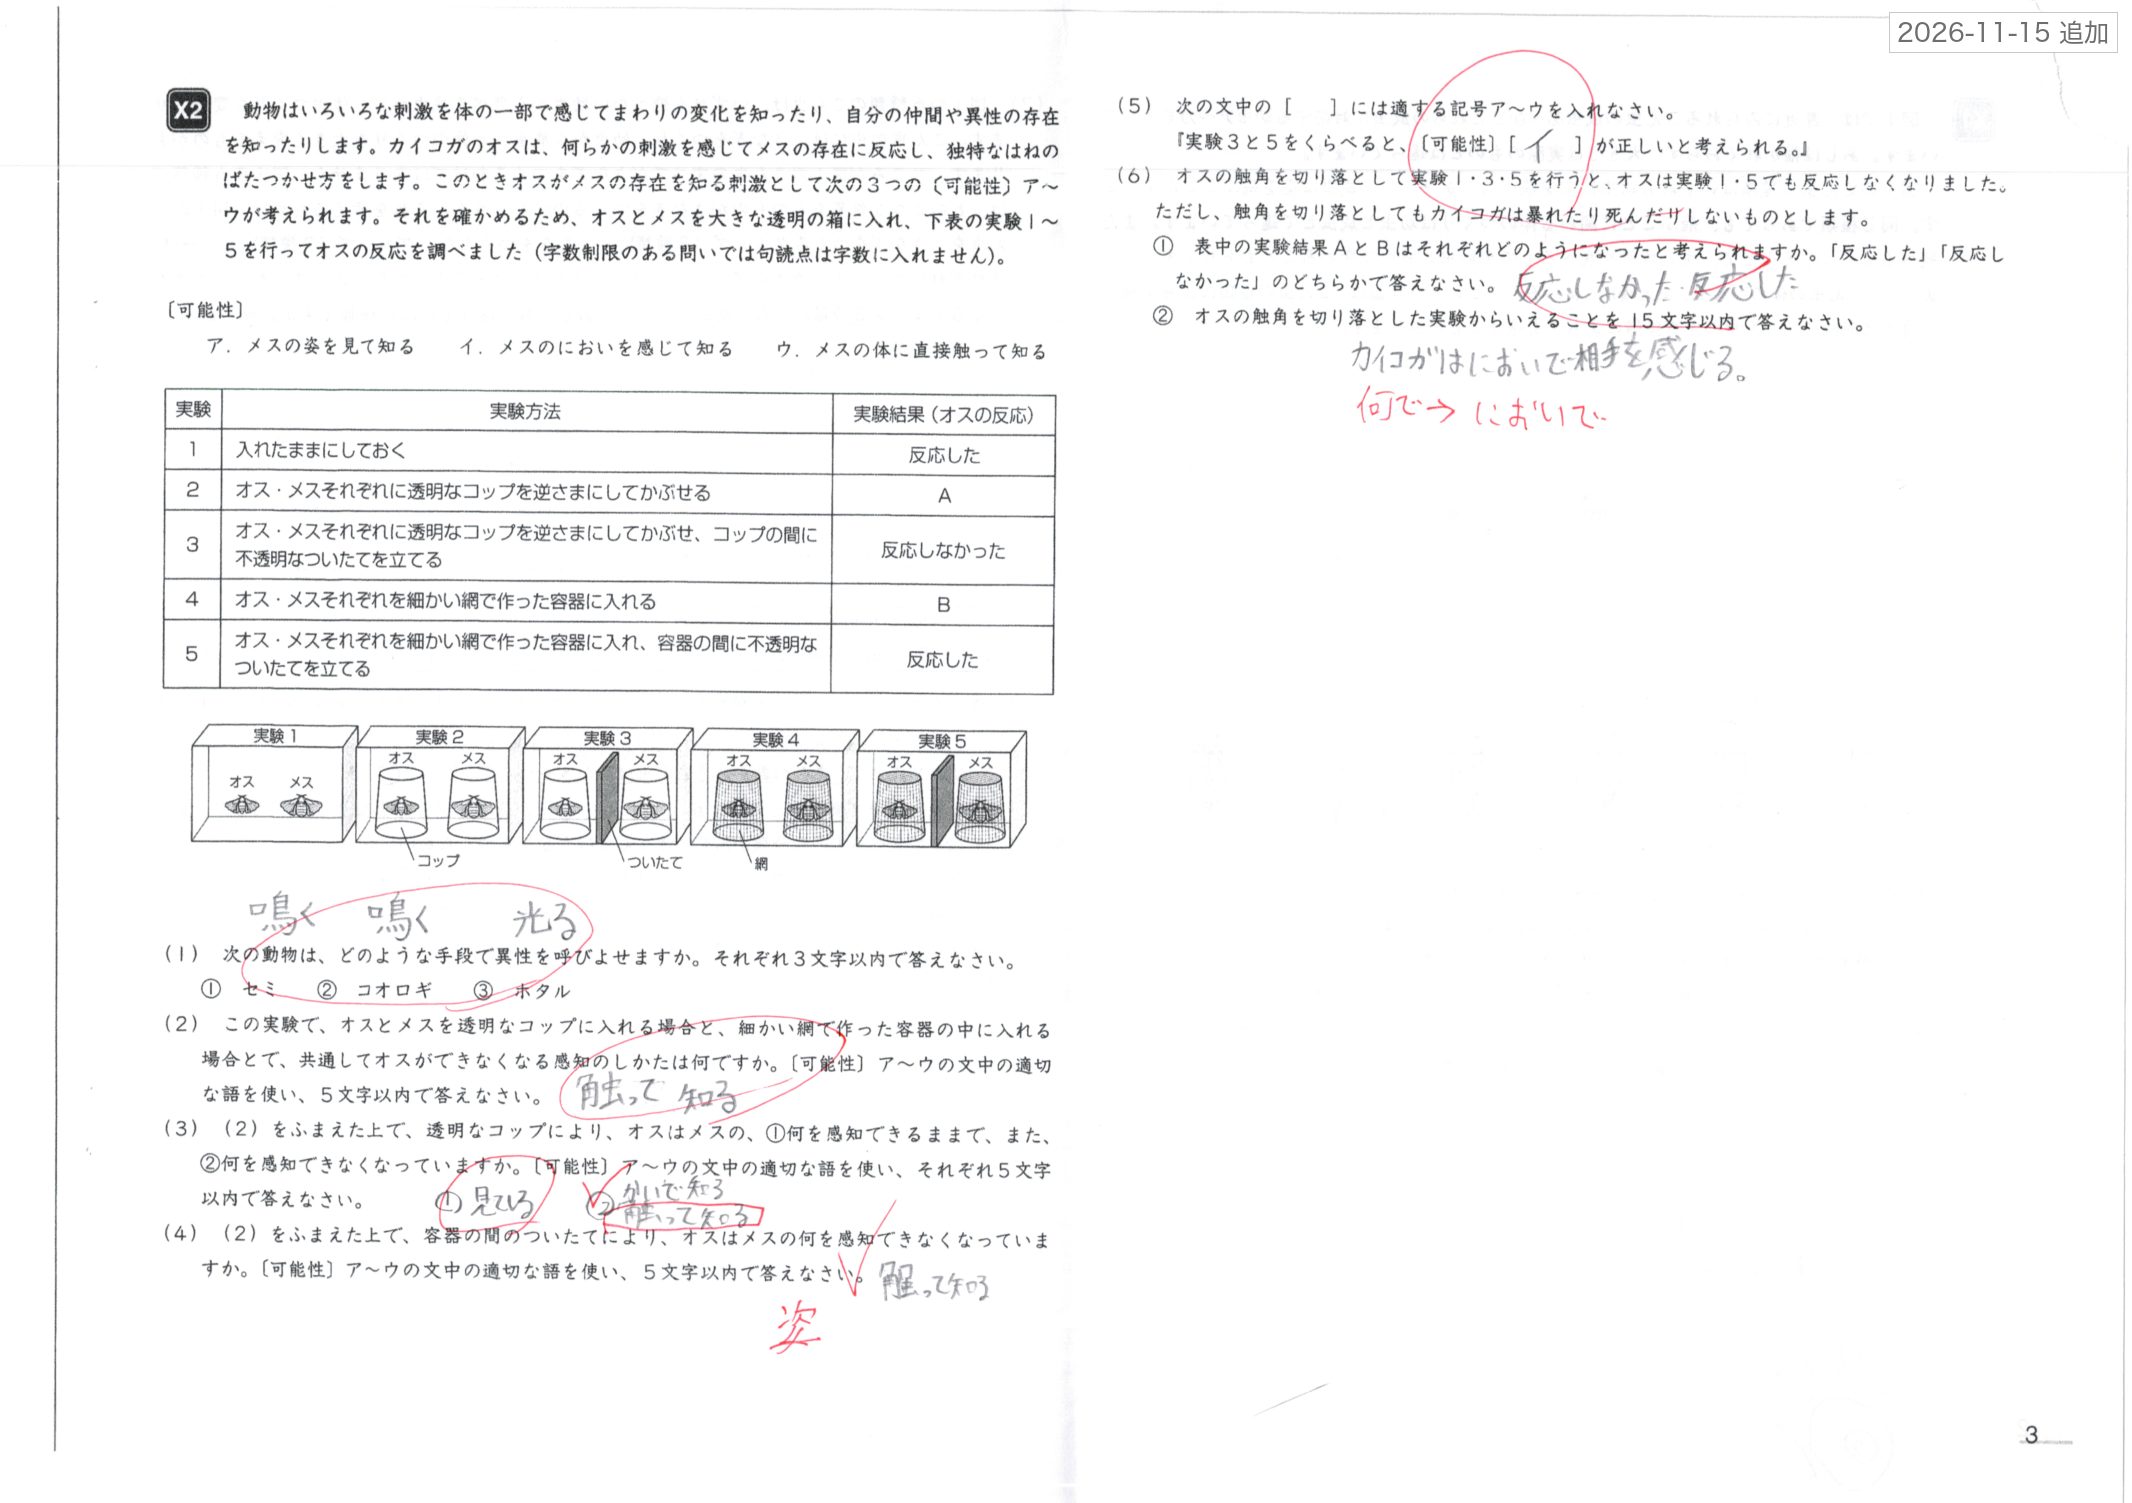 2026-11-15 追加
X2 動物はいろいろな刺激を体の一部で感じてまわりの変化を知ったり、自分の仲間や異性の存在
を知ったりします。カイコガのオスは、何らかの刺激を感じてメスの存在に反応し、独特なはねの
ばたつかせ方をします。このときオスがメスの存在を知る刺激として次の3つの〔可能性〕ア～
ウが考えられます。それを確かめるため、オスとメスを大きな透明の箱に入れ、下表の実験1～
5を行ってオスの反応を調べました（字数制限のある問いでは句読点は字数に入れません）。
〔可能性〕
ア．メスの姿を見て知る　イ．メスのにおいを感じて知る　ウ．メスの体に直接触って知る
実験　実験方法　実験結果（オスの反応）
1　入れたままにしておく　反応した
2　オス・メスそれぞれに透明なコップを逆さまにしてかぶせる　A
3　オス・メスそれぞれに透明なコップを逆さまにしてかぶせ、コップの間に
不透明なついたてを立てる　反応しなかった
4　オス・メスそれぞれを細かい網で作った容器に入れる　B
5　オス・メスそれぞれを細かい網で作った容器に入れ、容器の間に不透明な
ついたてを立てる　反応した
実験1　実験2　実験3　実験4　実験5
オス　メス　オス　メス　オス　メス　オス　メス　オス　メス
コップ　ついたて　網
鳴く　鳴く　光る
(1)　次の動物は、どのような手段で異性を呼びよせますか。それぞれ3文字以内で答えなさい。
①　セミ　②　コオロギ　③　ホタル
(2)　この実験で、オスとメスを透明なコップに入れる場合と、細かい網で作った容器の中に入れる
場合とで、共通してオスができなくなる感知のしかたは何ですか。〔可能性〕ア～ウの文中の適切
な語を使い、5文字以内で答えなさい。　触って知る
(3)　(2)をふまえた上で、透明なコップにより、オスはメスの、①何を感知できるままで、また、
②何を感知できなくなっていますか。〔可能性〕ア～ウの文中の適切な語を使い、それぞれ5文字
以内で答えなさい。　①見ている　②かいで知る
触って知る
(4)　(2)をふまえた上で、容器の間のついたてにより、オスはメスの何を感知できなくなっていま
すか。〔可能性〕ア～ウの文中の適切な語を使い、5文字以内で答えなさい。　触って知る
姿
(5)　次の文中の［　］には適する記号ア～ウを入れなさい。
『実験3と5をくらべると、〔可能性〕［イ］が正しいと考えられる。』
(6)　オスの触角を切り落として実験1・3・5を行うと、オスは実験1・5でも反応しなくなりました。
ただし、触角を切り落としてもカイコガは暴れたり死んだりしないものとします。
①　表中の実験結果AとBはそれぞれどのようになったと考えられますか。「反応した」「反応し
なかった」のどちらかで答えなさい。　反応しなかった・反応した
②　オスの触角を切り落とした実験からいえることを15文字以内で答えなさい。
カイコガはにおいで相手を感じる。
何で→においで
3